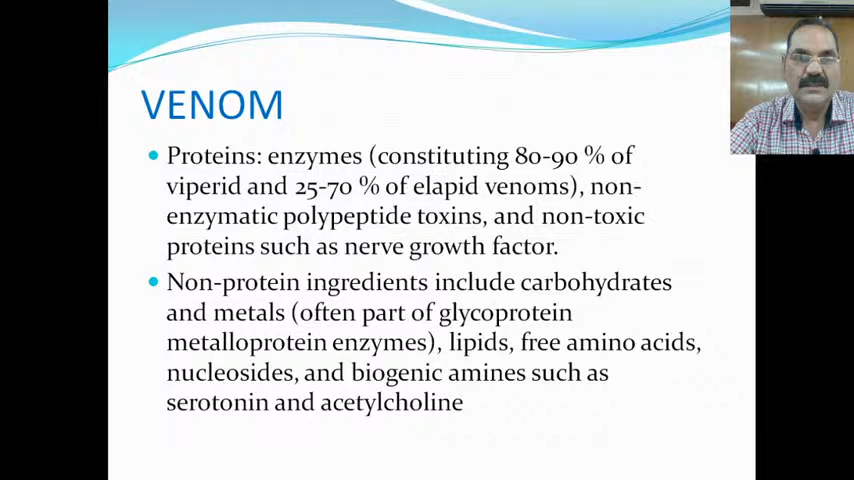 VENOM
• Proteins: enzymes (constituting 80-90 % of
viperid and 25-70 % of elapid venoms), non-
enzymatic polypeptide toxins, and non-toxic
proteins such as nerve growth factor.
• Non-protein ingredients include carbohydrates
and metals (often part of glycoprotein
metalloprotein enzymes), lipids, free amino acids,
nucleosides, and biogenic amines such as
serotonin and acetylcholine